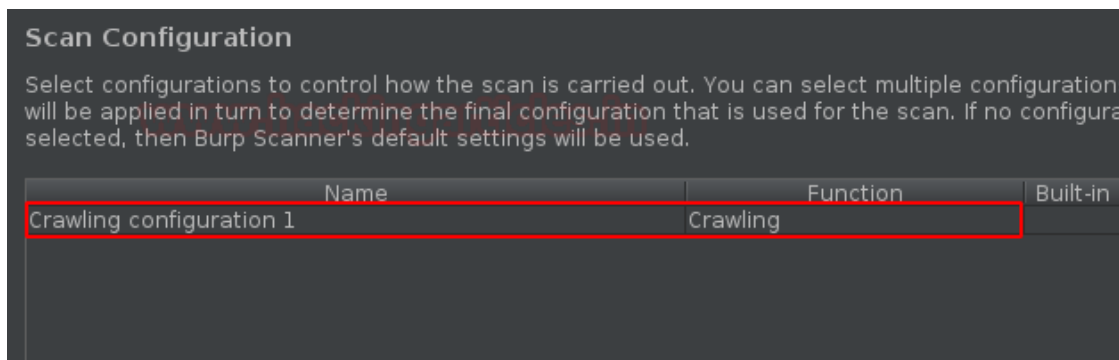 Scan Configuration
Select configurations to control how the scan is carried out. You can select multiple configuration
will be applied in turn to determine the final configuration that is used for the scan. If no configura
selected, then Burp Scanner's default settings will be used.
Name Function Built-in
Crawling configuration 1 Crawling